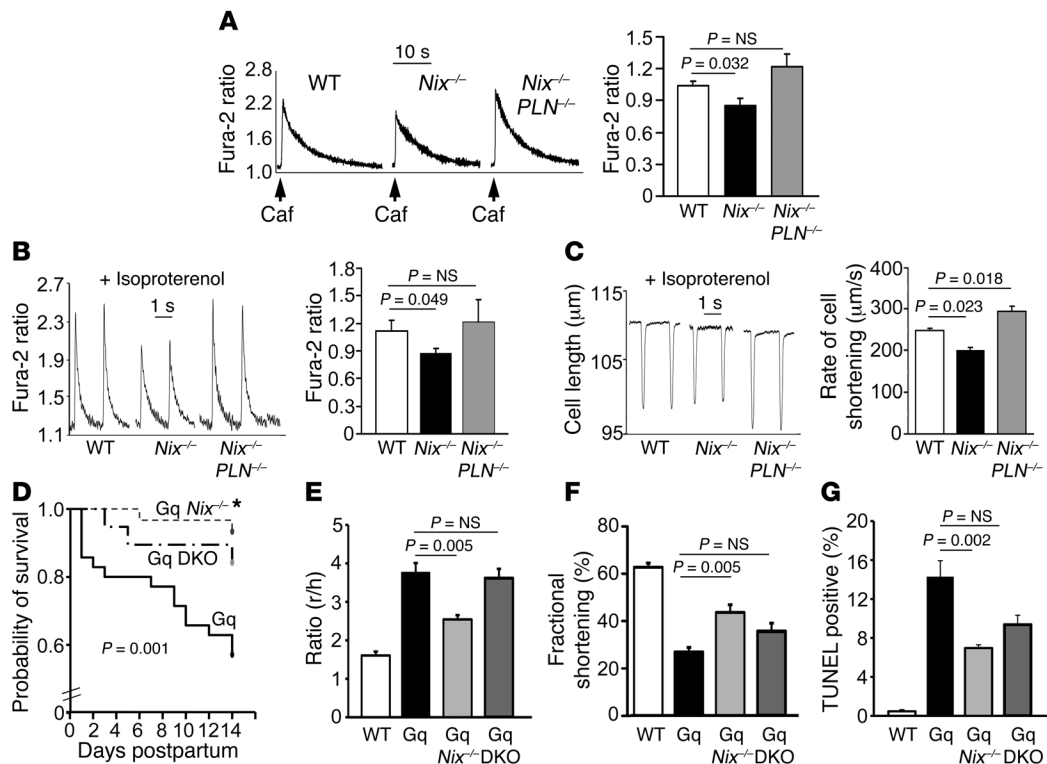 A
Fura-2 ratio
2.8
2.2
1.6
1.0
WT
10 s
Nix–/–
Nix–/–
PLN–/–
Caf
Caf
Caf
Fura-2 ratio
1.5
1.2
0.9
0.6
0.3
0
P = NS
P = 0.032
WT
Nix–/–
Nix–/–
PLN–/–
B
Fura-2 ratio
2.7
2.3
1.9
1.5
1.1
+ Isoproterenol
1 s
WT
Nix–/–
Nix–/–
PLN–/–
Fura-2 ratio
1.8
1.5
1.2
0.9
0.6
0.3
0
P = NS
P = 0.049
WT
Nix–/–
Nix–/–
PLN–/–
C
Cell length (μm)
115
105
95
+ Isoproterenol
1 s
WT
Nix–/–
Nix–/–
PLN–/–
Rate of cell
shortening (μm/s)
400
300
200
100
0
P = 0.018
P = 0.023
WT
Nix–/–
Nix–/–
PLN–/–
D
Probability of survival
1.0
0.8
0.6
0
Gq Nix–/– *
Gq DKO
Gq
P = 0.001
0 2 4 6 8 10 12 14
Days postpartum
E
Ratio (r/h)
5
4
3
2
1
0
P = NS
P = 0.005
WT Gq Gq Gq
Nix–/– DKO
F
Fractional
shortening (%)
80
60
40
20
0
P = NS
P = 0.005
WT Gq Gq Gq
Nix–/– DKO
G
TUNEL positive (%)
20
16
12
8
4
0
P = NS
P = 0.002
WT Gq Gq Gq
Nix–/– DKO